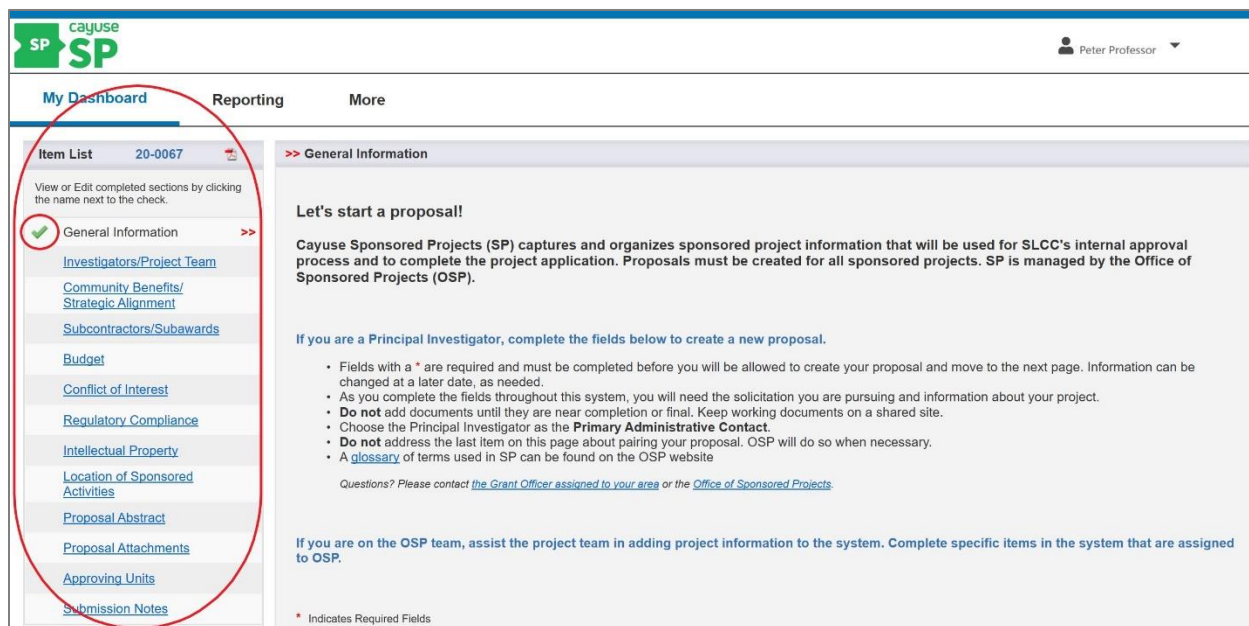 cayuse
SP
SP
Peter Professor
My Dashboard
Reporting
More
Item List 20-0067
View or Edit completed sections by clicking
the name next to the check.
General Information >>
Investigators/Project Team
Community Benefits/
Strategic Alignment
Subcontractors/Subawards
Budget
Conflict of Interest
Regulatory Compliance
Intellectual Property
Location of Sponsored
Activities
Proposal Abstract
Proposal Attachments
Approving Units
Submission Notes
>> General Information
Let's start a proposal!
Cayuse Sponsored Projects (SP) captures and organizes sponsored project information that will be used for SLCC's internal approval
process and to complete the project application. Proposals must be created for all sponsored projects. SP is managed by the Office of
Sponsored Projects (OSP).
If you are a Principal Investigator, complete the fields below to create a new proposal.
• Fields with a * are required and must be completed before you will be allowed to create your proposal and move to the next page. Information can be
changed at a later date, as needed.
• As you complete the fields throughout this system, you will need the solicitation you are pursuing and information about your project.
• Do not add documents until they are near completion or final. Keep working documents on a shared site.
• Choose the Principal Investigator as the Primary Administrative Contact.
• Do not address the last item on this page about pairing your proposal. OSP will do so when necessary.
• A glossary of terms used in SP can be found on the OSP website
Questions? Please contact the Grant Officer assigned to your area or the Office of Sponsored Projects.
If you are on the OSP team, assist the project team in adding project information to the system. Complete specific items in the system that are assigned
to OSP.
* Indicates Required Fields